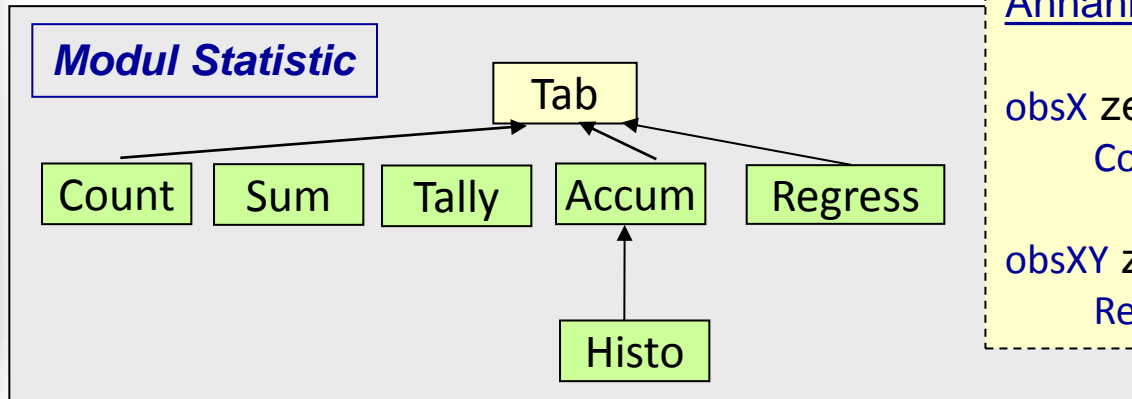 Modul Statistic
Tab
Count Sum Tally Accum Regress
Histo
obsX
obsXY